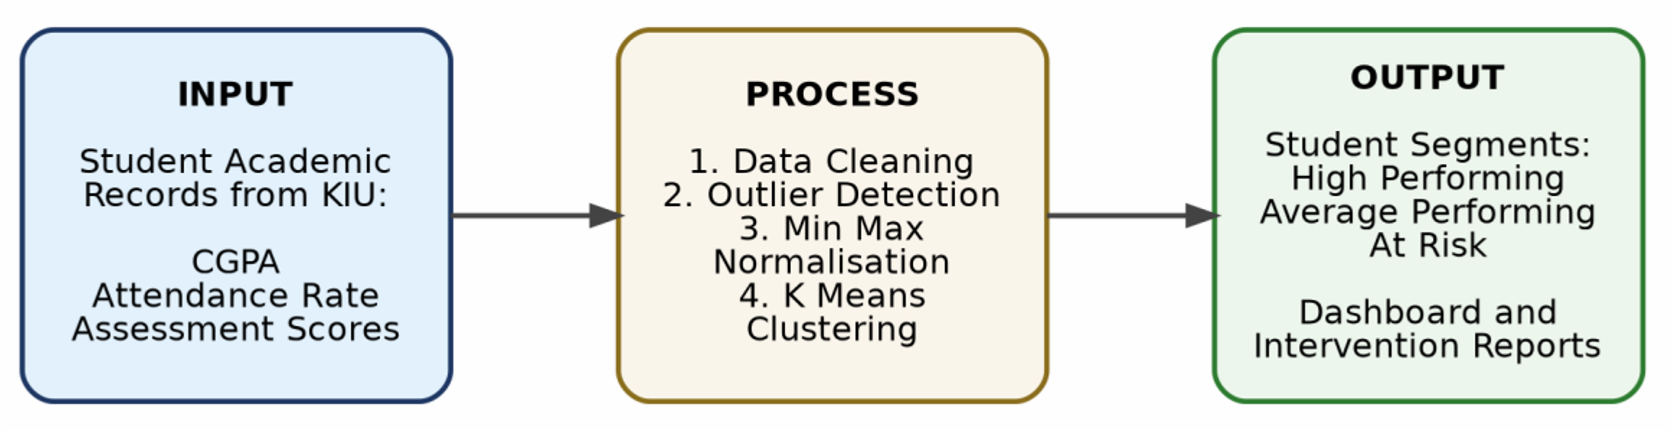 INPUT
Student Academic
Records from KIU:
CGPA
Attendance Rate
Assessment Scores
PROCESS
1. Data Cleaning
2. Outlier Detection
3. Min Max
Normalisation
4. K Means
Clustering
OUTPUT
Student Segments:
High Performing
Average Performing
At Risk
Dashboard and
Intervention Reports